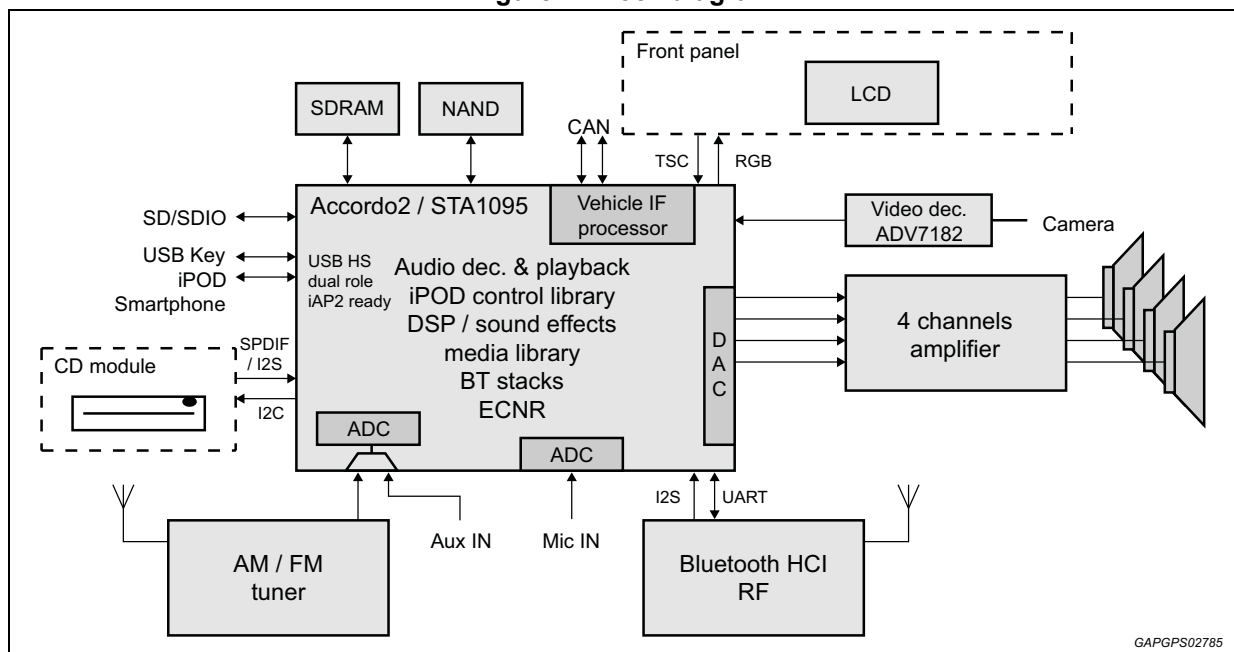 Front panel
LCD
SDRAM
NAND
CAN
TSC
RGB
Accordo2 / STA1095
Vehicle IF
processor
SD/SDIO
USB Key
iPOD
Smartphone
USB HS
dual role
iAP2 ready
Audio dec. & playback
iPOD control library
DSP / sound effects
media library
BT stacks
ECNR
Video dec.
ADV7182
Camera
D
A
C
4 channels
amplifier
CD module
SPDIF
/ I2S
I2C
ADC
ADC
I2S
UART
Aux IN
Mic IN
AM / FM
tuner
Bluetooth HCI
RF
GAPGPS02785